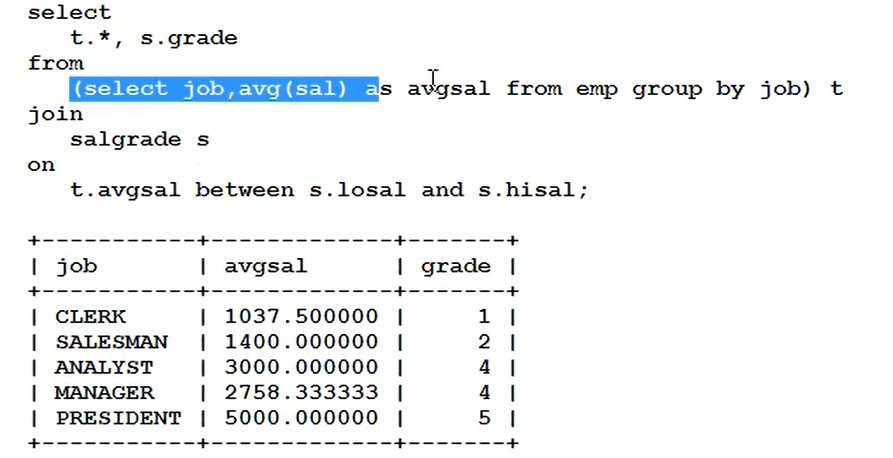 select
t.*, s.grade
from
(select job,avg(sal) as avgsal from emp group by job) t
join
salgrade s
on
t.avgsal between s.losal and s.hisal;
+-----------+-------------+-------+
| job | avgsal | grade |
+-----------+-------------+-------+
| CLERK | 1037.500000 | 1 |
| SALESMAN | 1400.000000 | 2 |
| ANALYST | 3000.000000 | 4 |
| MANAGER | 2758.333333 | 4 |
| PRESIDENT | 5000.000000 | 5 |
+-----------+-------------+-------+